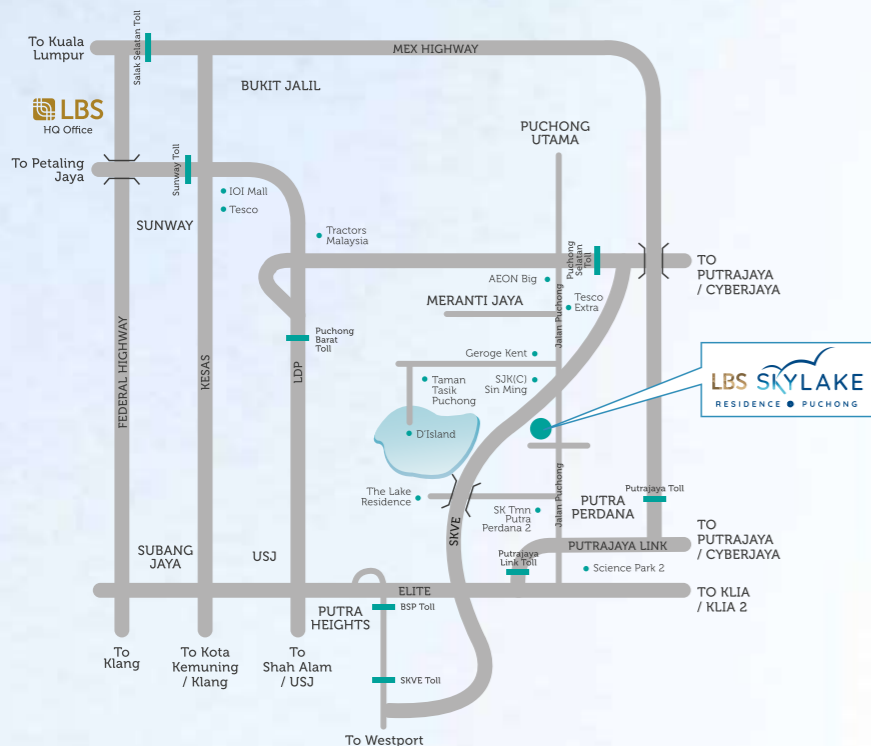 To Kuala
Lumpur
Salak Selatan Toll
MEX HIGHWAY
BUKIT JALIL
LBS
HQ Office
PUCHONG
UTAMA
To Petaling
Jaya
Sunway Toll
IOI Mall
Tesco
SUNWAY
Tractors
Malaysia
Puchong
Selatan
Toll
TO
PUTRAJAYA
/ CYBERJAYA
AEON Big
MERANTI JAYA
Tesco
Extra
Jalan Puchong
Puchong
Barat
Toll
Geroge Kent
FEDERAL HIGHWAY
KESAS
LDP
Taman
Tasik
Puchong
SJK(C)
Sin Ming
LBS SKYLAKE
RESIDENCE PUCHONG
D'Island
The Lake
Residence
SKVE
SK Tmn
Putra
Perdana 2
Jalan Puchong
PUTRA
PERDANA
Putrajaya Toll
TO
PUTRAJAYA
/ CYBERJAYA
SUBANG
JAYA
USJ
Putrajaya
Link Toll
PUTRAJAYA LINK
Science Park 2
ELITE
TO KLIA
/ KLIA 2
PUTRA
HEIGHTS
BSP Toll
To
Klang
To Kota
Kemuning
/ Klang
To
Shah Alam
/ USJ
SKVE Toll
To Westport